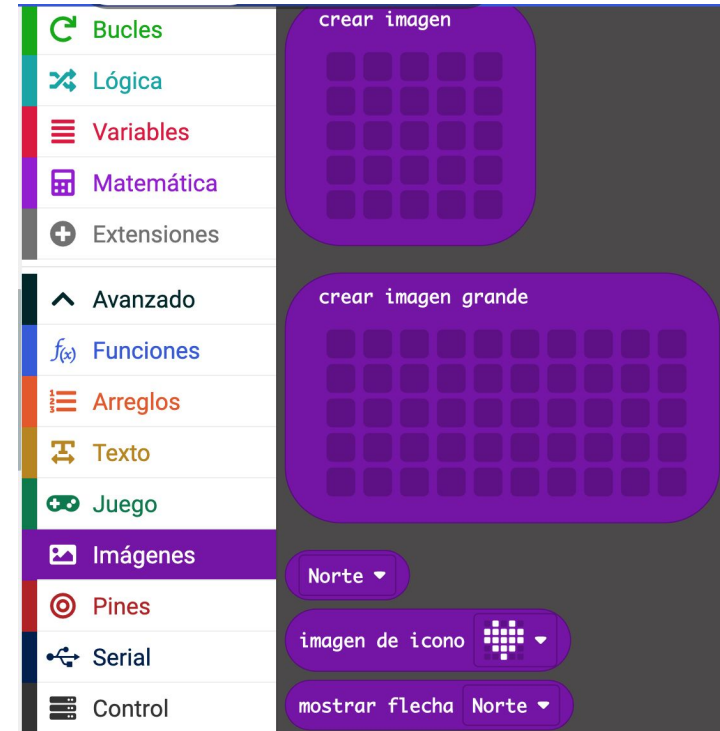 Bucles
Lógica
Variables
Matemática
Extensiones
Avanzado
f(x) Funciones
Arreglos
Texto
Juego
Imágenes
Pines
Serial
Control
crear imagen
crear imagen grande
Norte
imagen de icono
mostrar flecha Norte